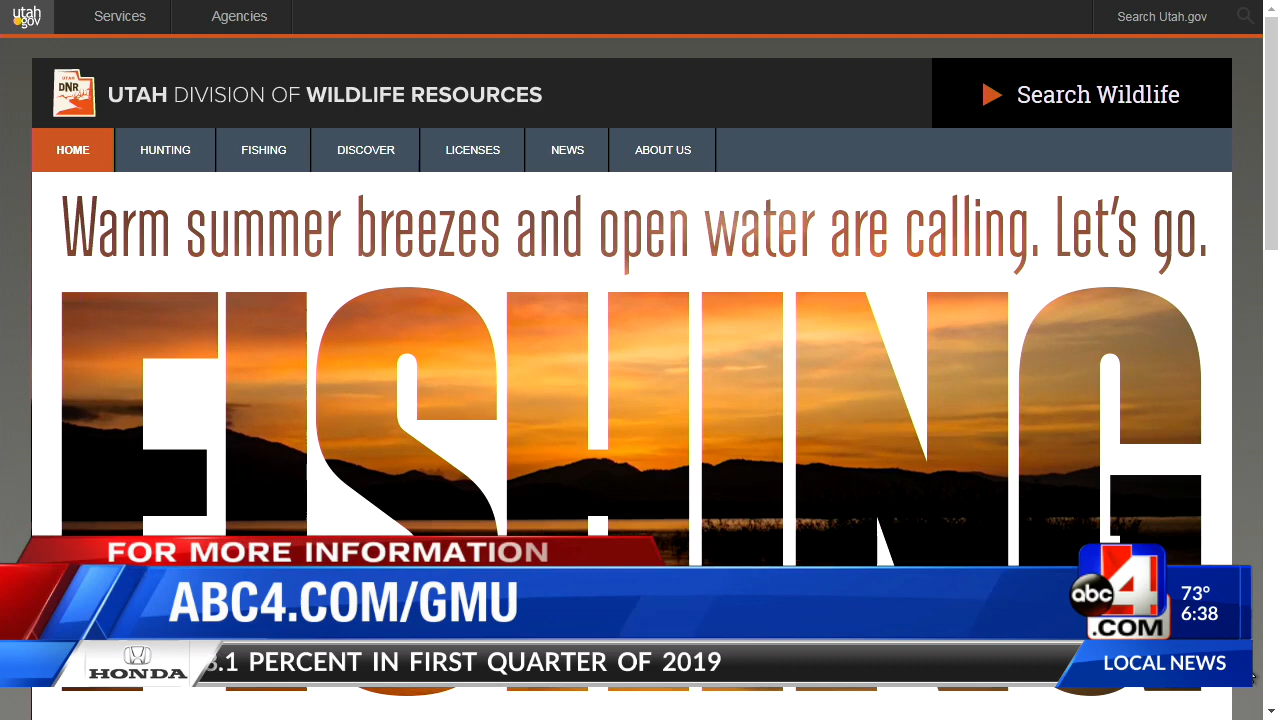 utah
gov
Services
Agencies
Search Utah.gov
UTAH
DNR
UTAH DIVISION OF WILDLIFE RESOURCES
Search Wildlife
HOME
HUNTING
FISHING
DISCOVER
LICENSES
NEWS
ABOUT US
Warm summer breezes and open water are calling. Let's go.
FISHING
FOR MORE INFORMATION
ABC4.COM/GMU
abc
4
.COM
73°
6:38
HONDA
3.1 PERCENT IN FIRST QUARTER OF 2019
LOCAL NEWS